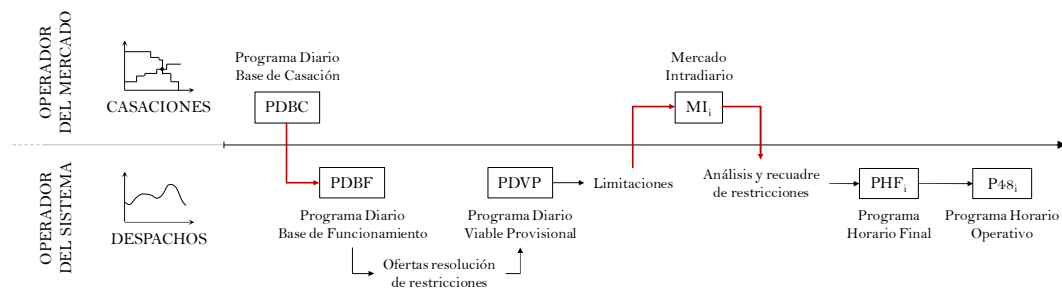 OPERADOR
DEL MERCADO
CASACIONES
Programa Diario
Base de Casación
PDBC
Mercado
Intradiario
MIi
OPERADOR
DEL SISTEMA
DESPACHOS
PDBF
Programa Diario
Base de Funcionamiento
Ofertas resolución
de restricciones
PDVP
Programa Diario
Viable Provisional
Limitaciones
Análisis y recuadre
de restricciones
PHFi
Programa
Horario Final
P48i
Programa Horario
Operativo